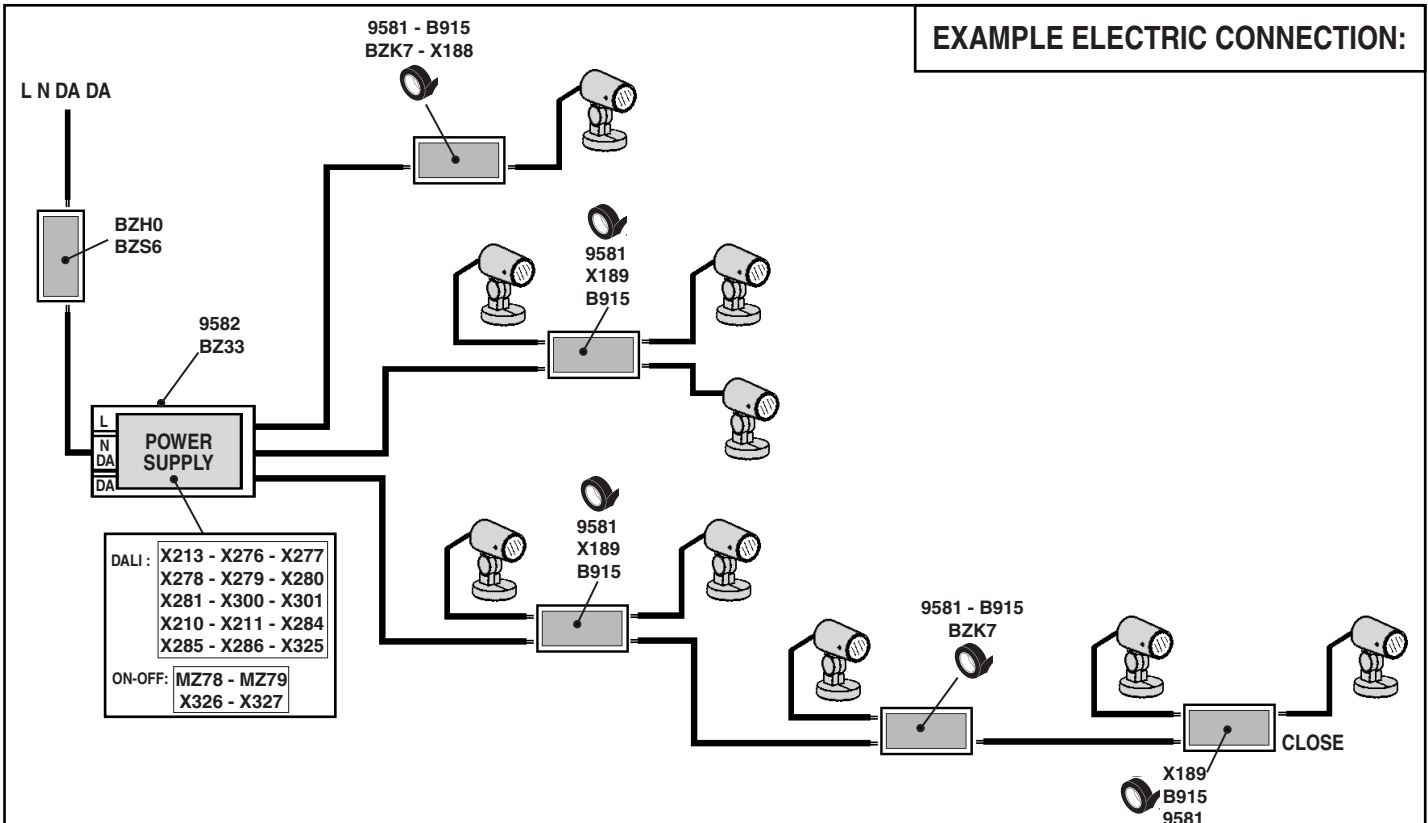 EXAMPLE ELECTRIC CONNECTION:
9581 - B915
BZK7 - X188
L N DA DA
BZH0
BZS6
9581
X189
B915
9582
BZ33
L
N
DA
DA
POWER
SUPPLY
9581
X189
B915
DALI : X213 - X276 - X277
X278 - X279 - X280
X281 - X300 - X301
X210 - X211 - X284
X285 - X286 - X325
ON-OFF: MZ78 - MZ79
X326 - X327
9581 - B915
BZK7
CLOSE
X189
B915
9581